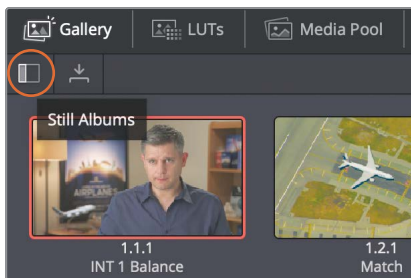 Gallery LUTs Media Pool
Still Albums
AIRPLANES
1.1.1 1.2.1
INT 1 Balance Match